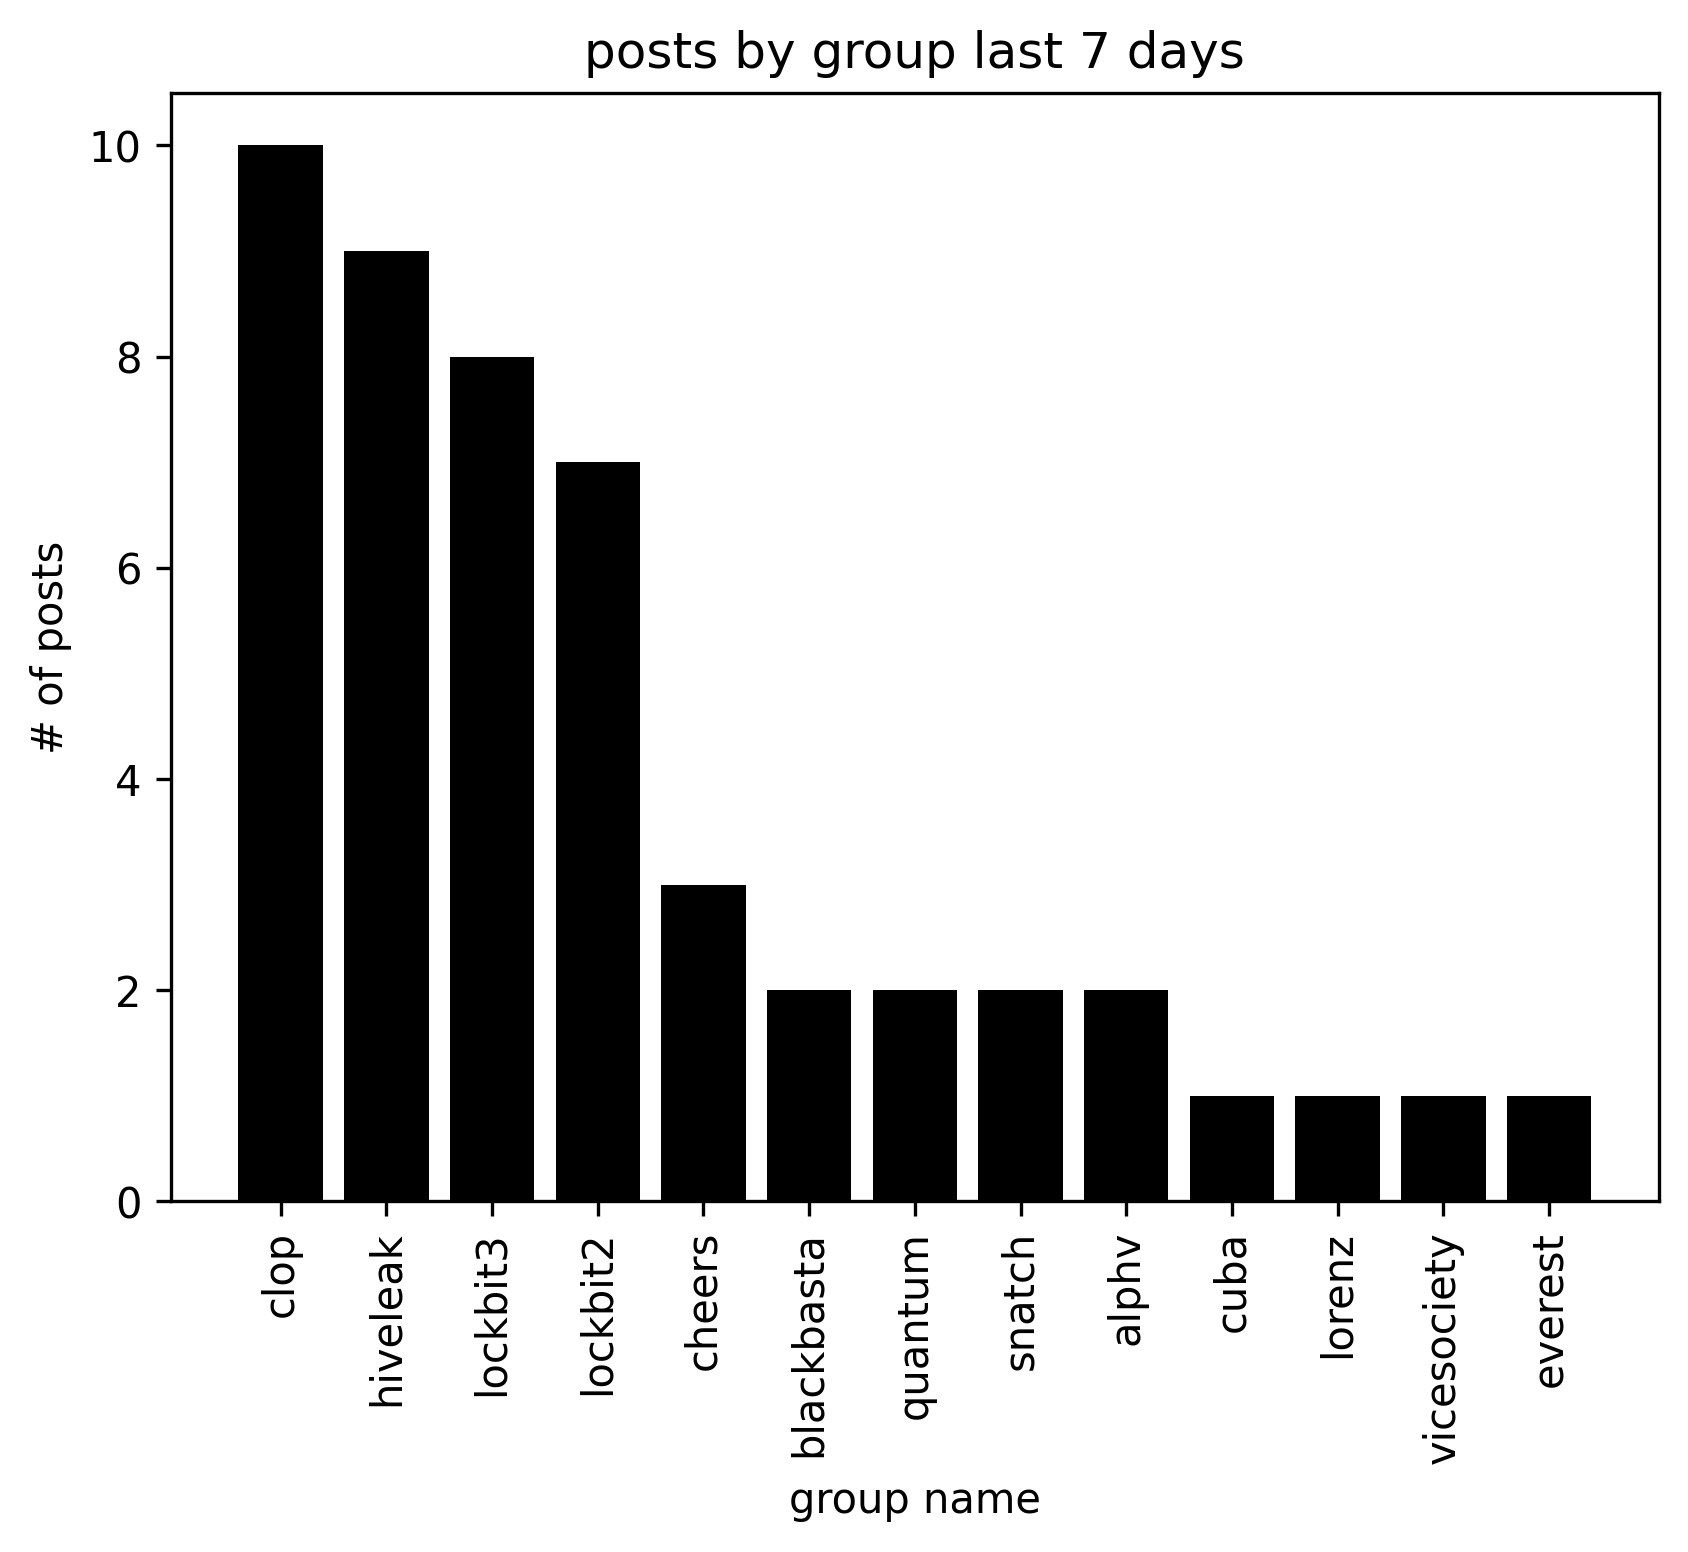 posts by group last 7 days
10
8
6
4
2
0
# of posts
clop
hiveleak
lockbit3
lockbit2
cheers
blackbasta
quantum
snatch
alphv
cuba
lorenz
vicesociety
everest
group name